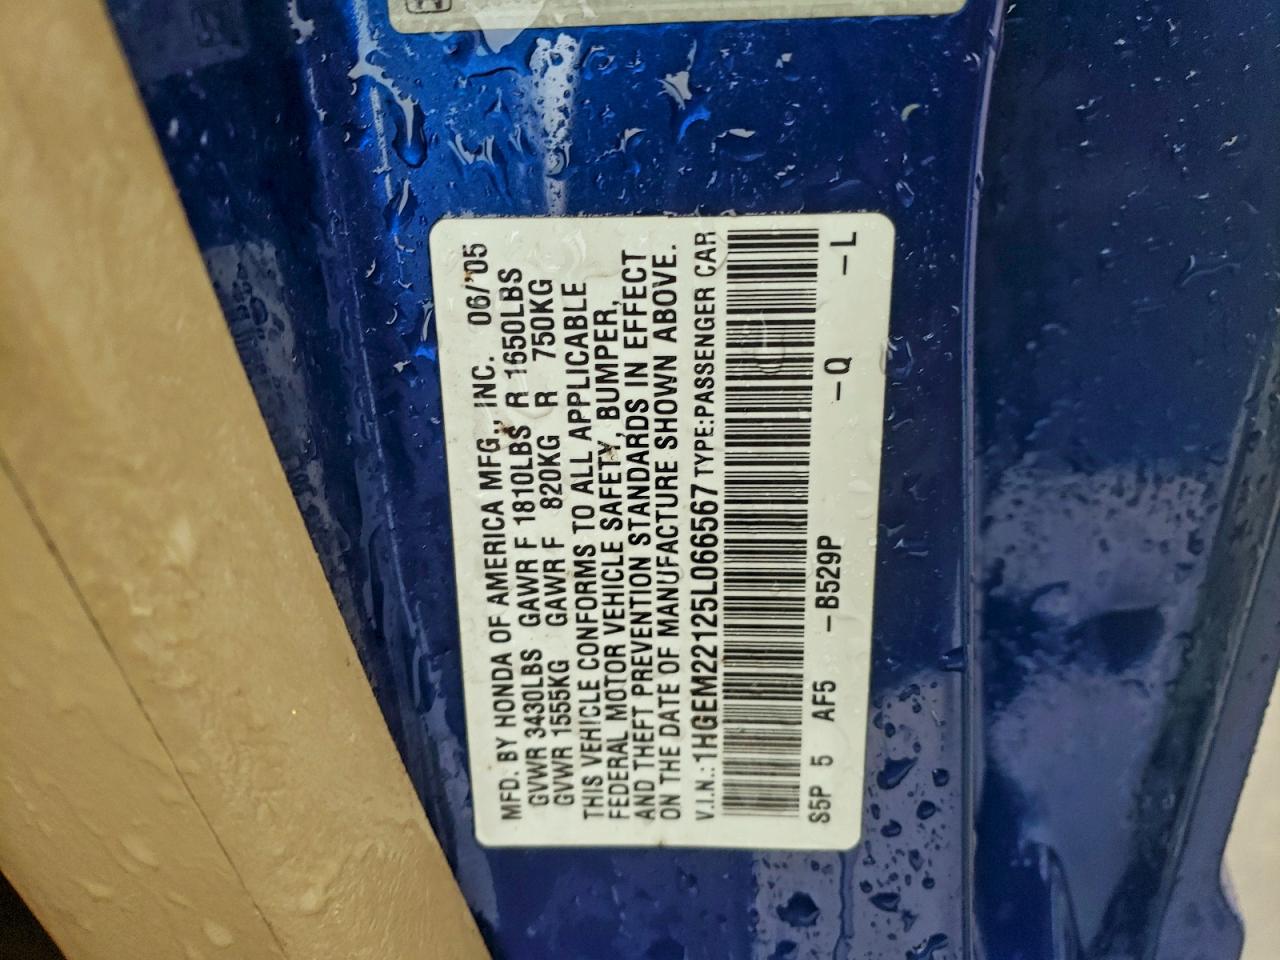 MFD. BY HONDA OF AMERICA MFG., INC. 06/'05
GVWR 3430LBS GAWR F 1810LBS R 1650LBS
GVWR 1555KG GAWR F 820KG R 750KG
THIS VEHICLE CONFORMS TO ALL APPLICABLE
FEDERAL MOTOR VEHICLE SAFETY, BUMPER,
AND THEFT PREVENTION STANDARDS IN EFFECT
ON THE DATE OF MANUFACTURE SHOWN ABOVE.
V.I.N.: 1HGEM22125L066567 TYPE:PASSENGER CAR
S5P 5 AF5 -B529P -Q -L